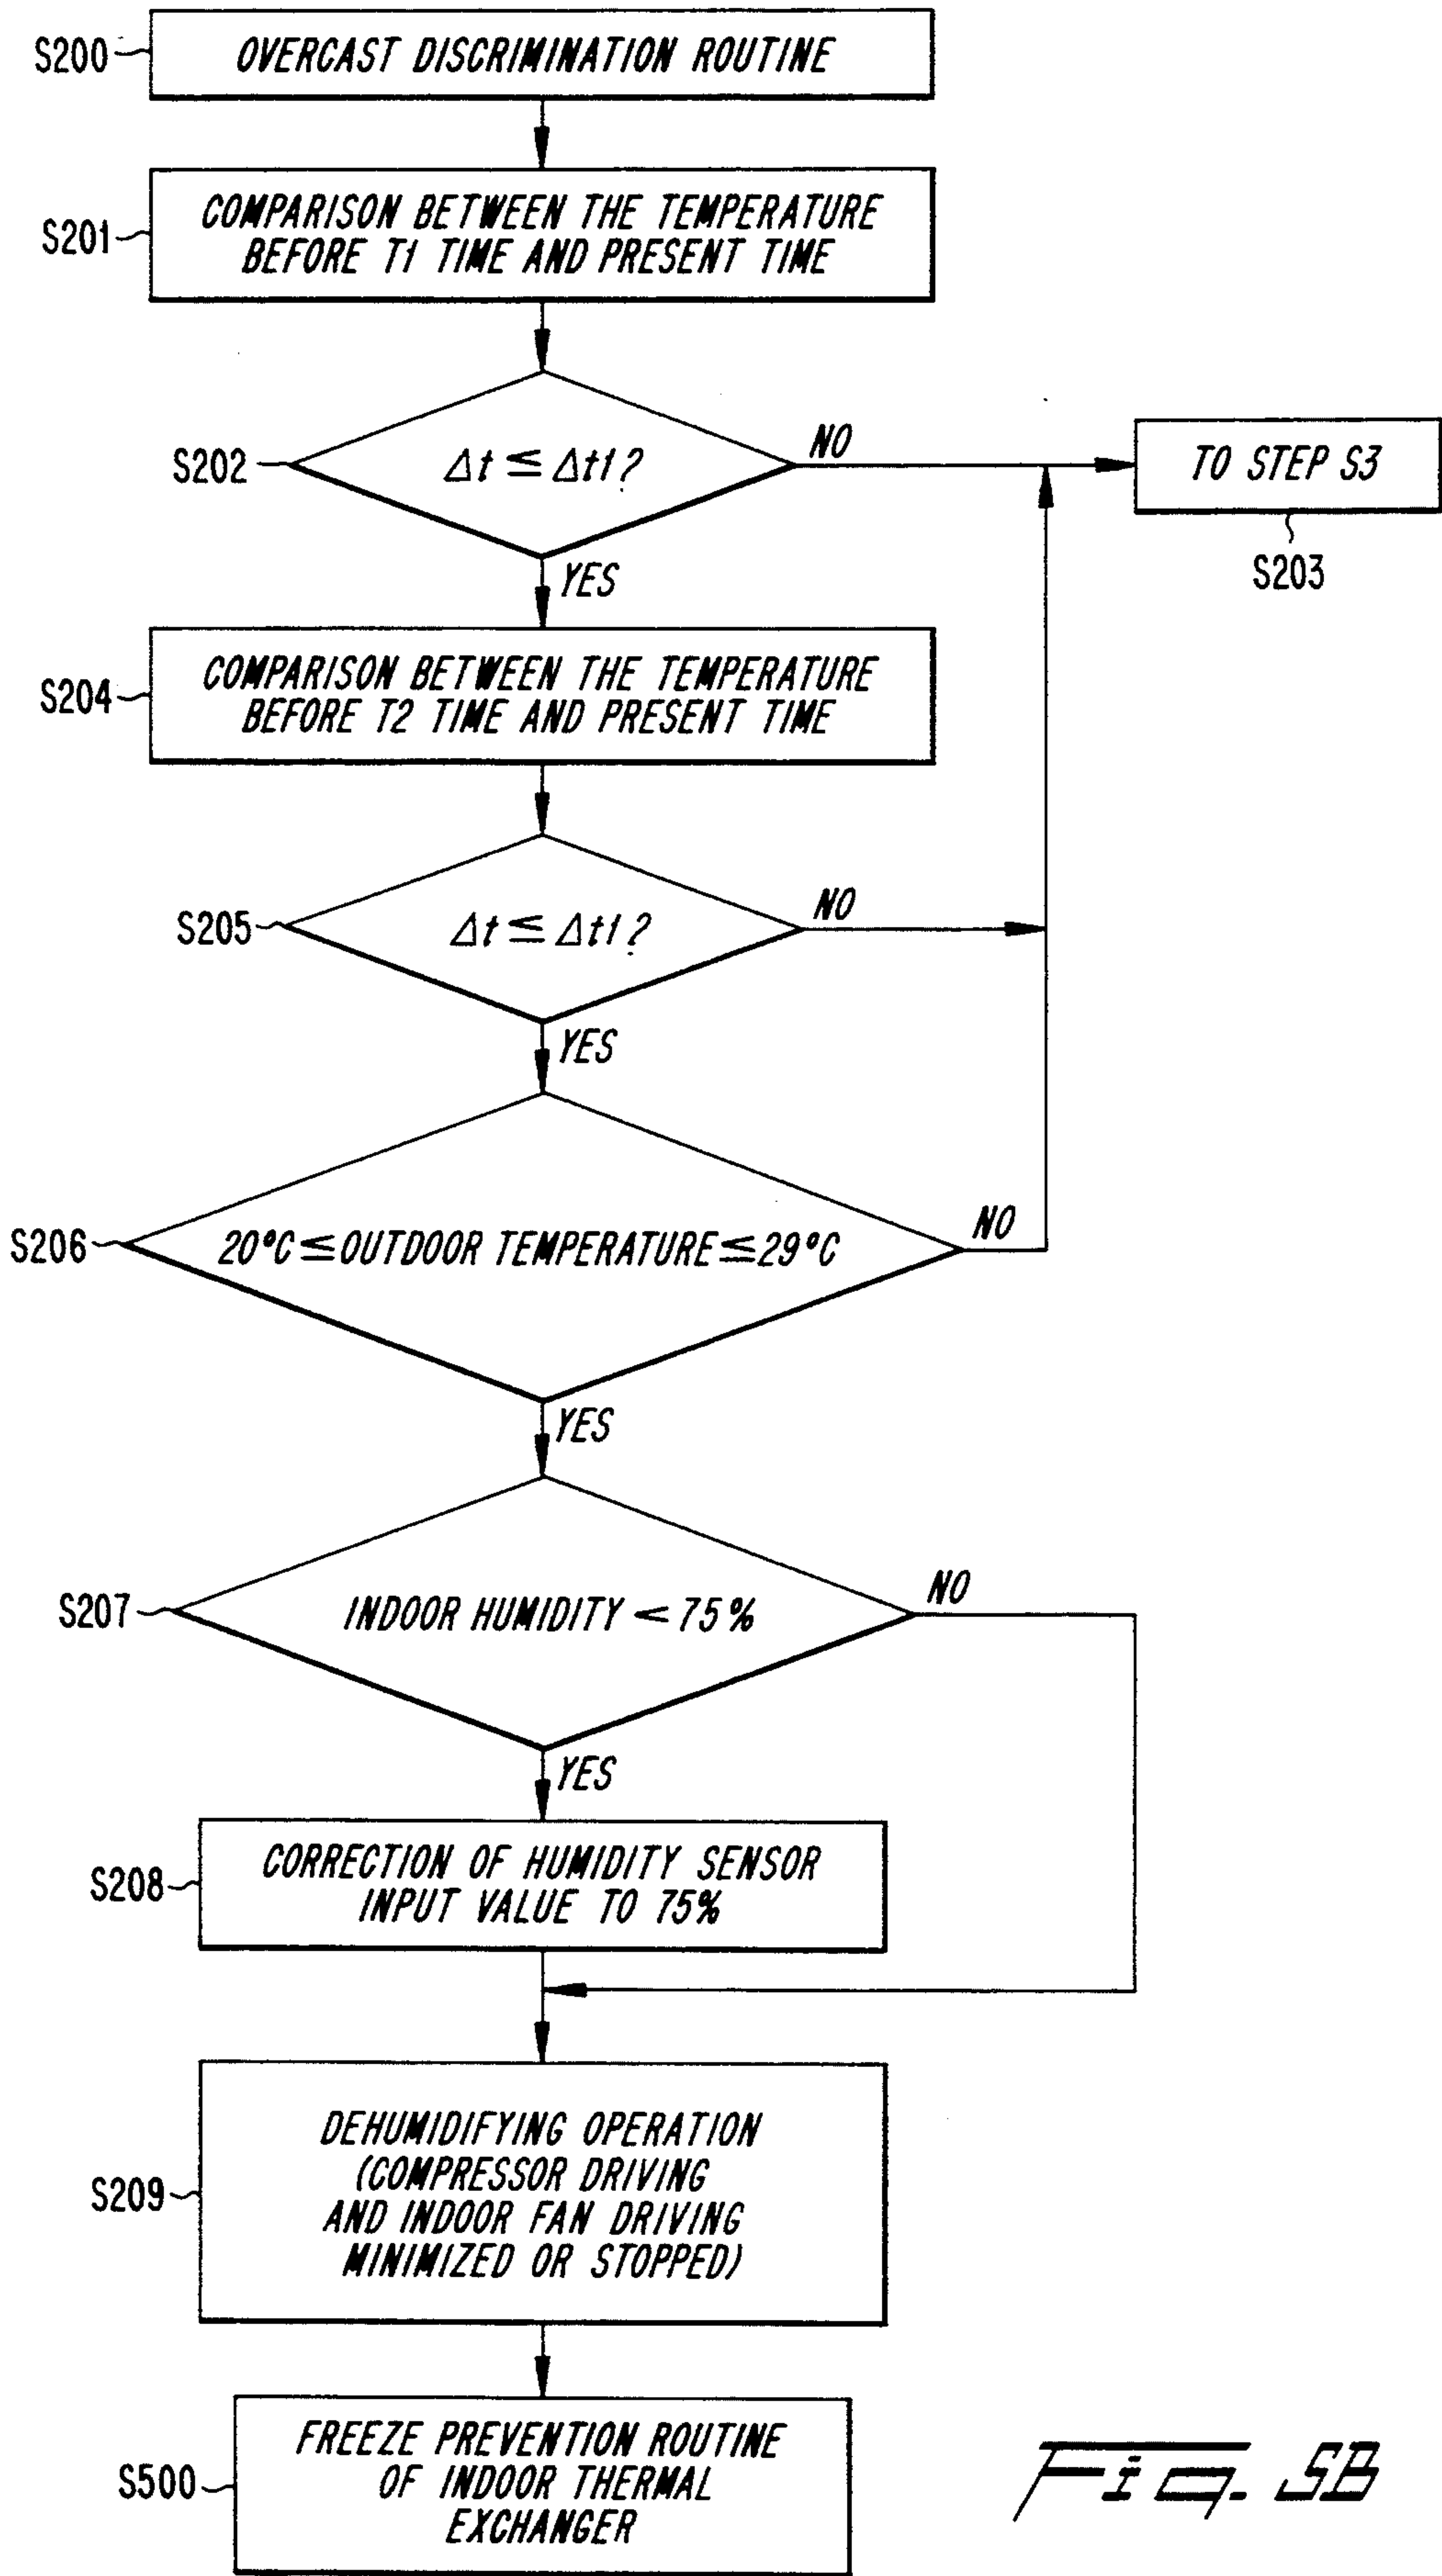 S200
OVERCAST DISCRIMINATION ROUTINE
S201
COMPARISON BETWEEN THE TEMPERATURE
BEFORE T1 TIME AND PRESENT TIME
S202
Δt ≦ Δt1?
NO
TO STEP S3
S203
YES
S204
COMPARISON BETWEEN THE TEMPERATURE
BEFORE T2 TIME AND PRESENT TIME
S205
Δt ≦ Δt1?
NO
YES
S206
20°C ≦ OUTDOOR TEMPERATURE ≦ 29°C
NO
YES
S207
INDOOR HUMIDITY < 75%
NO
YES
S208
CORRECTION OF HUMIDITY SENSOR
INPUT VALUE TO 75%
S209
DEHUMIDIFYING OPERATION
(COMPRESSOR DRIVING
AND INDOOR FAN DRIVING
MINIMIZED OR STOPPED)
S500
FREEZE PREVENTION ROUTINE
OF INDOOR THERMAL
EXCHANGER
Fig. 5B